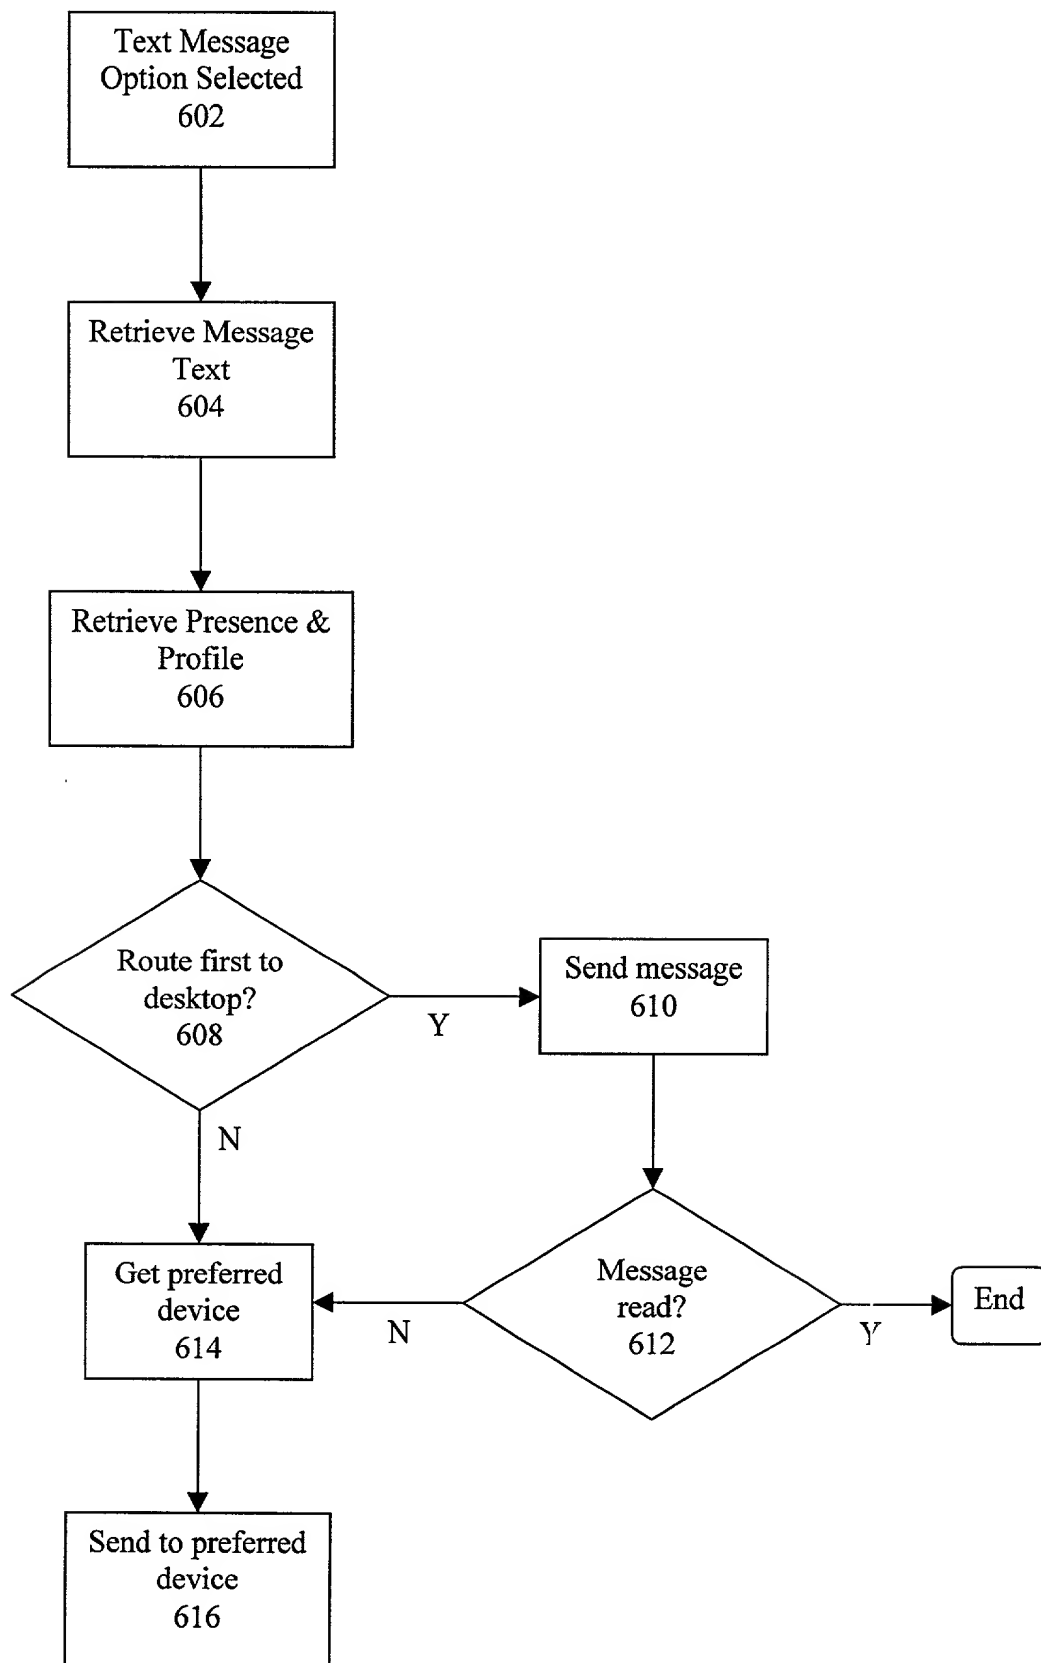 Text Message
Option Selected
602
Retrieve Message
Text
604
Retrieve Presence &
Profile
606
Route first to
desktop?
608
Y
Send message
610
N
Get preferred
device
614
N
Message
read?
612
Y
End
Send to preferred
device
616